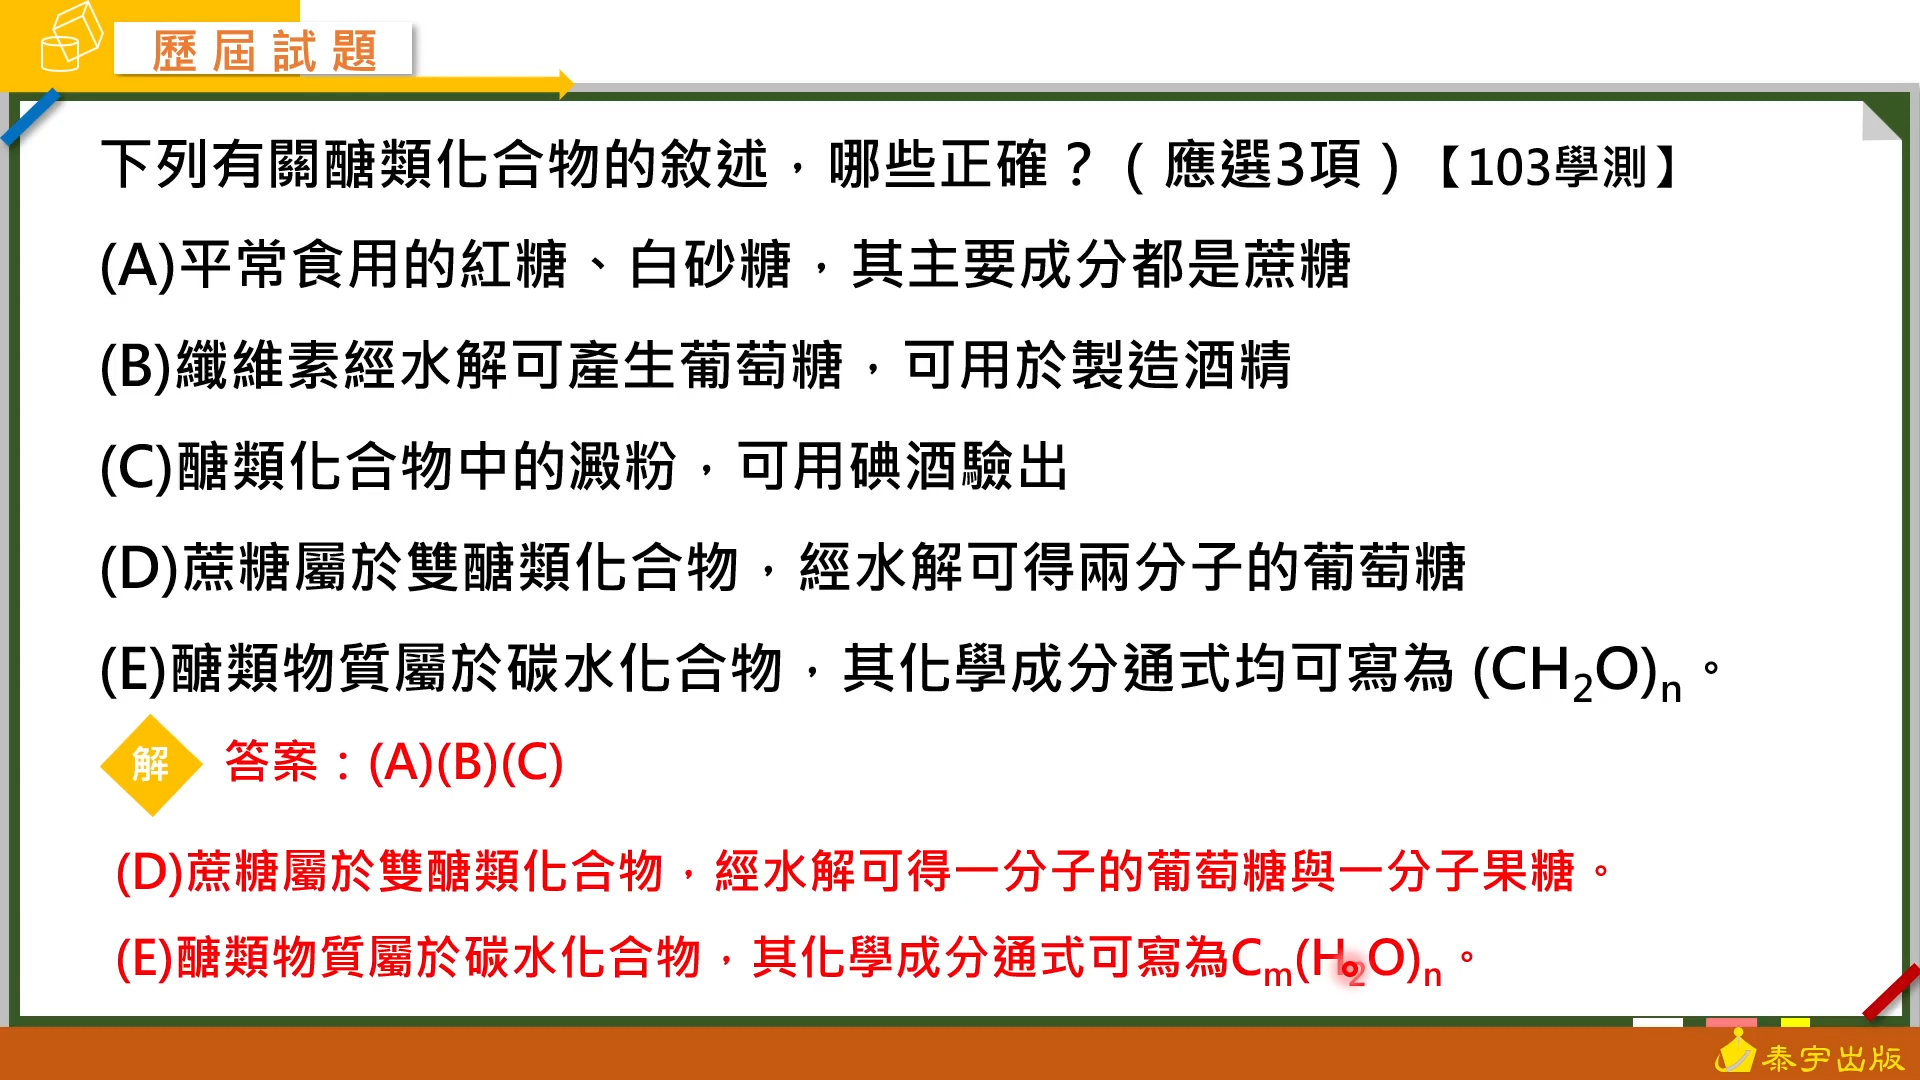 歷屆試題
下列有關醣類化合物的敘述，哪些正確？（應選3項）【103學測】
(A)平常食用的紅糖、白砂糖，其主要成分都是蔗糖
(B)纖維素經水解可產生葡萄糖，可用於製造酒精
(C)醣類化合物中的澱粉，可用碘酒驗出
(D)蔗糖屬於雙醣類化合物，經水解可得兩分子的葡萄糖
(E)醣類物質屬於碳水化合物，其化學成分通式均可寫為 (CH₂O)ₙ。
解 答案：(A)(B)(C)
(D)蔗糖屬於雙醣類化合物，經水解可得一分子的葡萄糖與一分子果糖。
(E)醣類物質屬於碳水化合物，其化學成分通式可寫為Cₘ(H₂O)ₙ。
泰宇出版